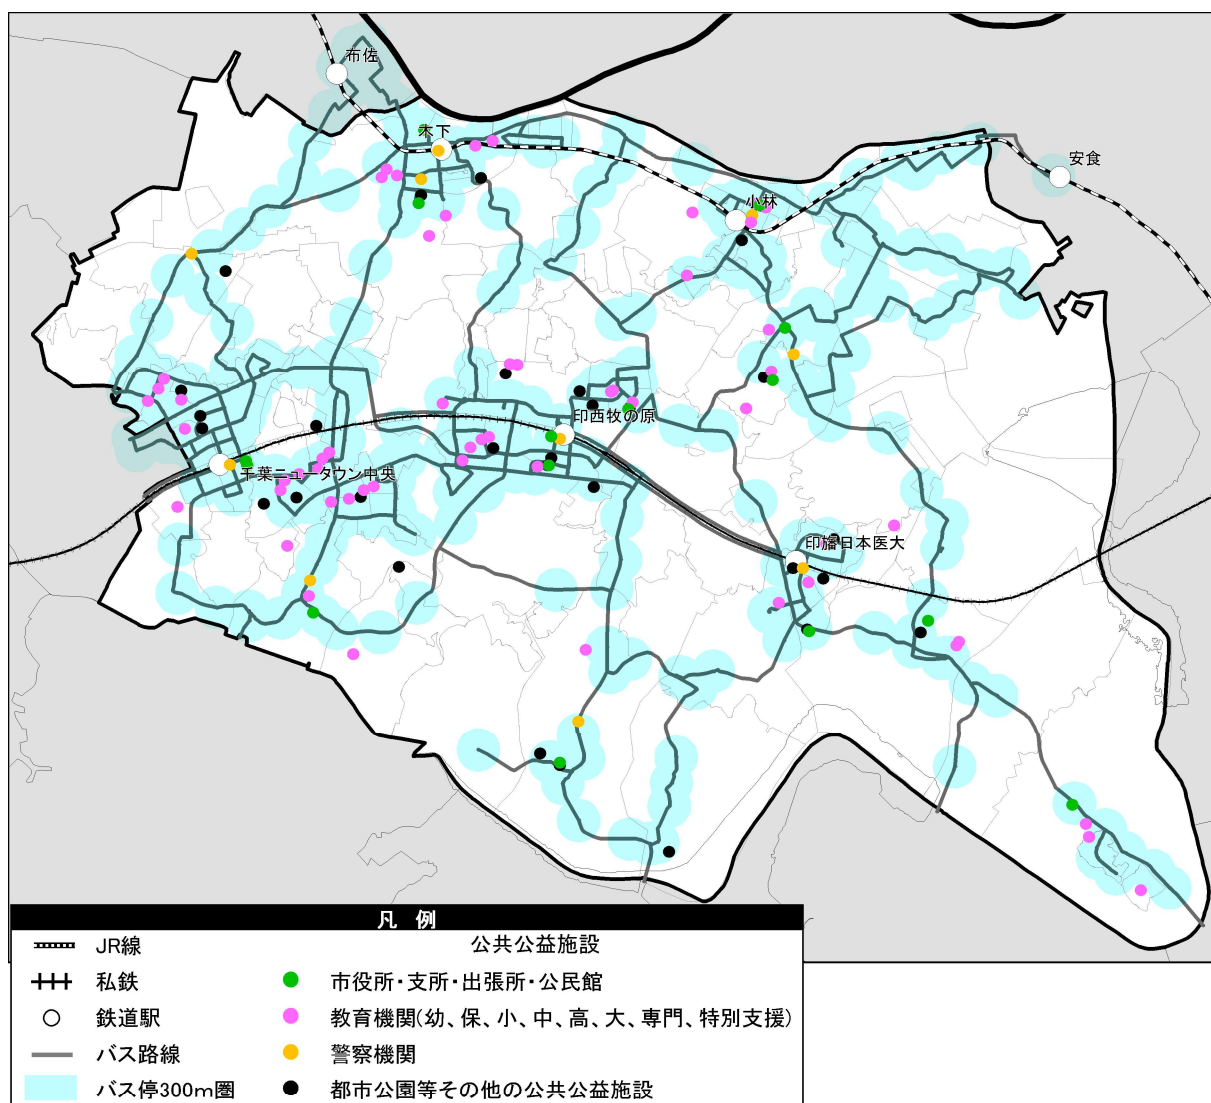 布佐
木下
安食
小林
印西牧の原
千葉ニュータウン中央
印旛日本医大
凡 例
JR線
公共公益施設
私鉄
市役所・支所・出張所・公民館
鉄道駅
教育機関(幼、保、小、中、高、大、専門、特別支援)
バス路線
警察機関
バス停300m圏
都市公園等その他の公共公益施設